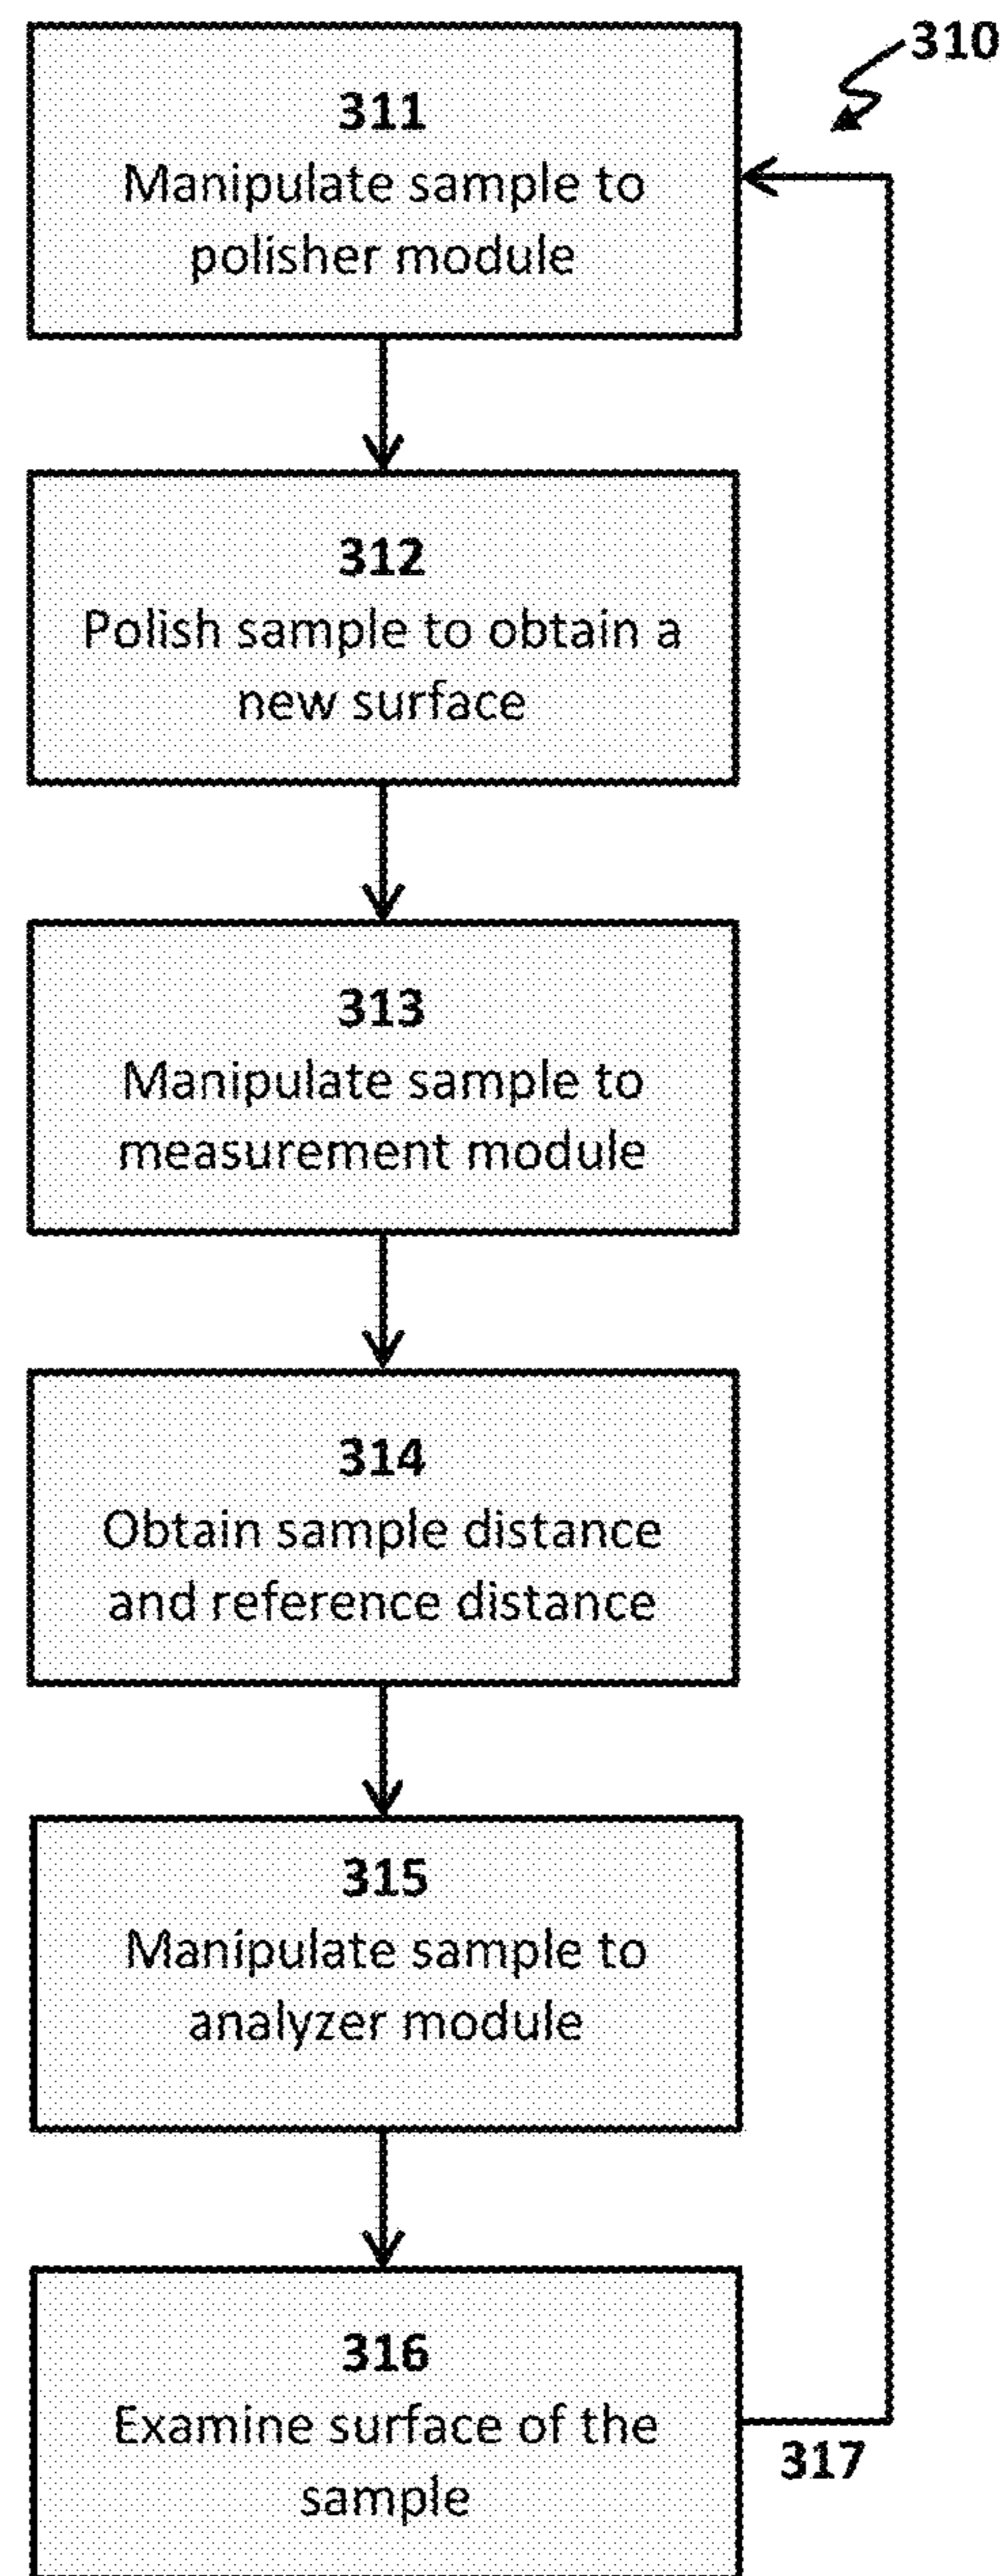 310
311
Manipulate sample to
polisher module
312
Polish sample to obtain a
new surface
313
Manipulate sample to
measurement module
314
Obtain sample distance
and reference distance
315
Manipulate sample to
analyzer module
316
Examine surface of the
sample
317